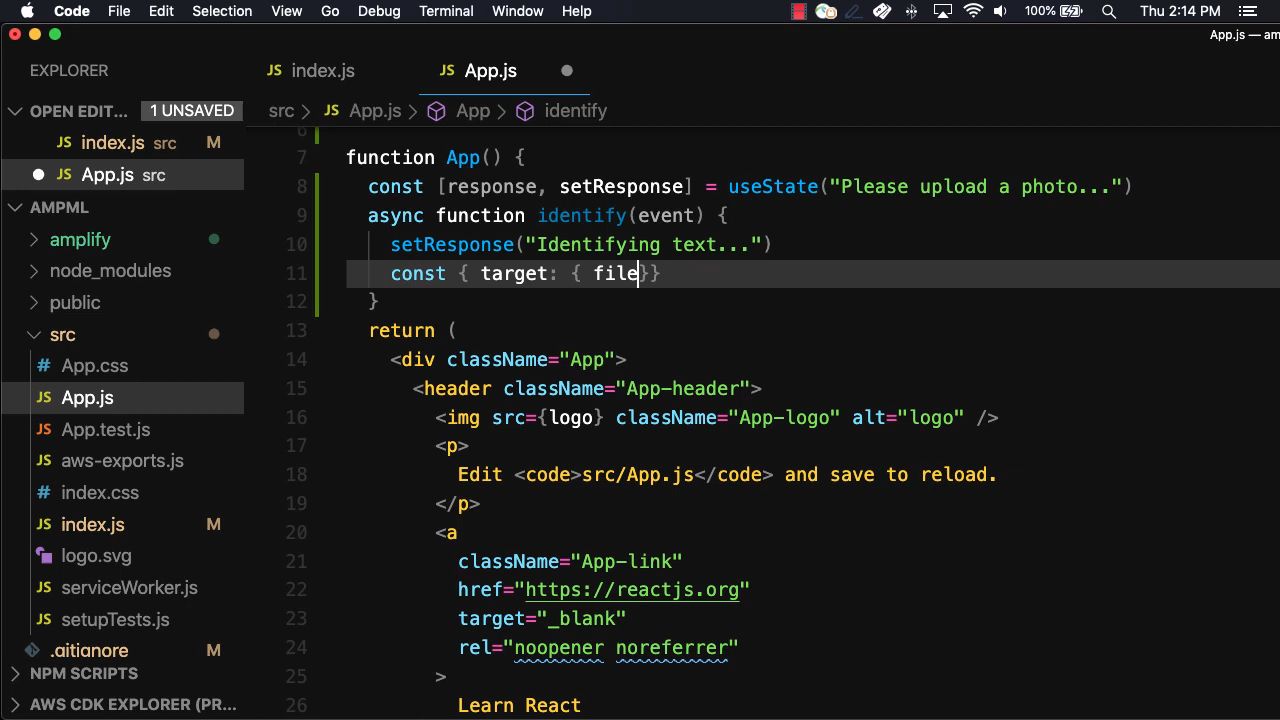 Code File Edit Selection View Go Debug Terminal Window Help 100% Thu 2:14 PM
App.js — am
EXPLORER
JS index.js
JS App.js
OPEN EDIT... 1 UNSAVED
src > JS App.js > App > identify
JS index.js src M
JS App.js src
AMPML
amplify
node_modules
public
src
# App.css
JS App.js
JS App.test.js
JS aws-exports.js
# index.css
JS index.js M
logo.svg
JS serviceWorker.js
JS setupTests.js
.gitignore M
NPM SCRIPTS
AWS CDK EXPLORER (PR...
6
7 function App() {
8 const [response, setResponse] = useState("Please upload a photo...")
9 async function identify(event) {
10 setResponse("Identifying text...")
11 const { target: { file}}
12 }
13 return (
14 <div className="App">
15 <header className="App-header">
16 <img src={logo} className="App-logo" alt="logo" />
17 <p>
18 Edit <code>src/App.js</code> and save to reload.
19 </p>
20 <a
21 className="App-link"
22 href="https://reactjs.org"
23 target="_blank"
24 rel="noopener noreferrer"
25 >
26 Learn React